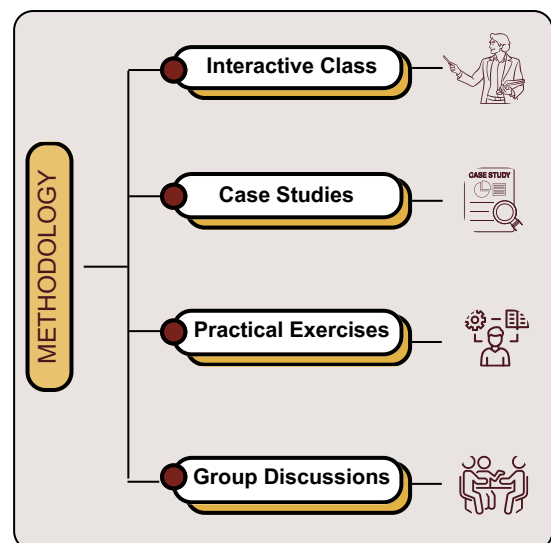 METHODOLOGY
Interactive Class
Case Studies
CASE STUDY
Practical Exercises
Group Discussions